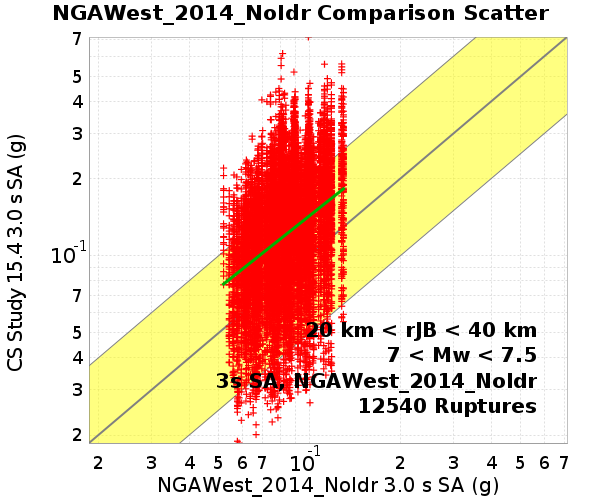 NGAWest_2014_NoIdr Comparison Scatter
CS Study 15.4 3.0 s SA (g)
7
5
4
3
2
10-1
7
5
4
3
2
20 km < rJB < 40 km
7 < Mw < 7.5
3s SA, NGAWest_2014_NoIdr
12540 Ruptures
2 3 4 5 6 7 10-1 2 3 4 5 6 7
NGAWest_2014_NoIdr 3.0 s SA (g)